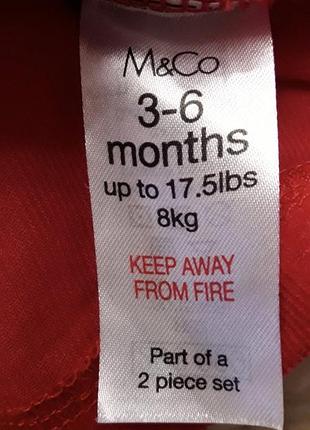 M&Co
3-6
months
up to 17.5lbs
8kg
KEEP AWAY
FROM FIRE
Part of a
2 piece set